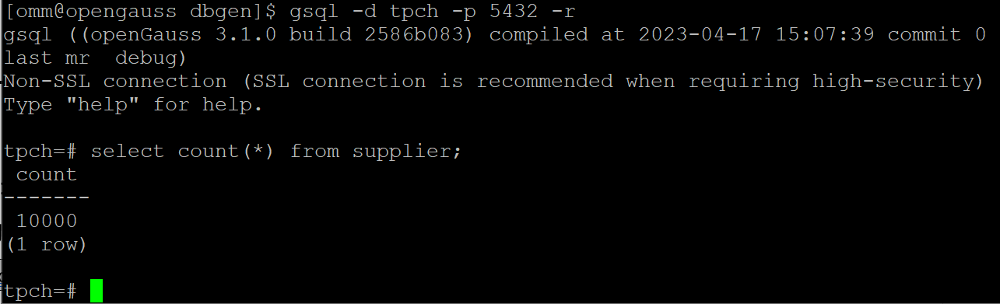 [omm@opengauss dbgen]$ gsql -d tpch -p 5432 -r
gsql ((openGauss 3.1.0 build 2586b083) compiled at 2023-04-17 15:07:39 commit 0
last mr  debug)
Non-SSL connection (SSL connection is recommended when requiring high-security)
Type "help" for help.
tpch=# select count(*) from supplier;
 count
-------
 10000
(1 row)
tpch=#